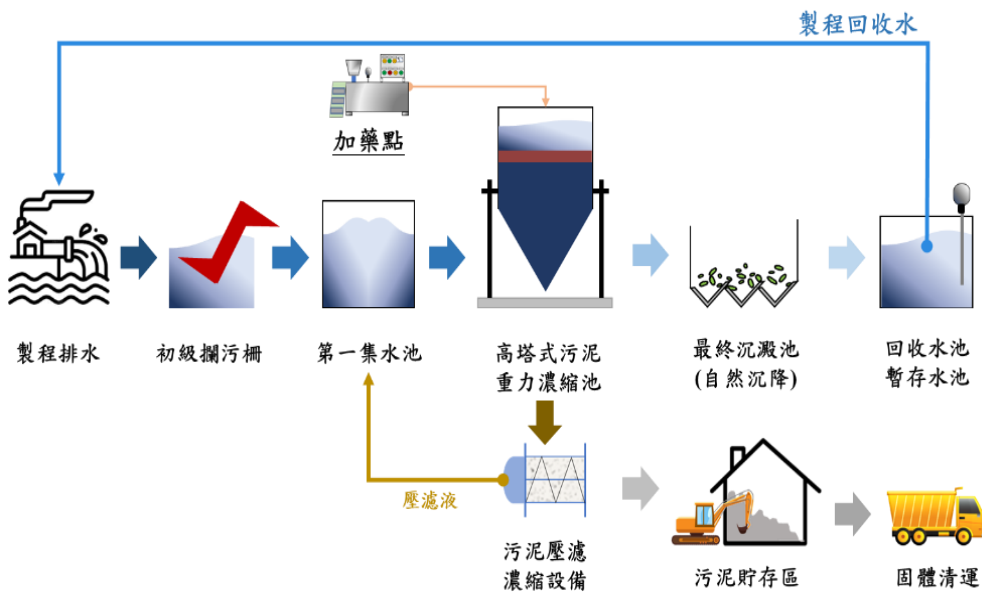 製程回收水
加藥點
製程排水
初級攔污柵
第一集水池
高塔式污泥
重力濃縮池
最終沉澱池
(自然沉降)
回收水池
暫存水池
壓濾液
污泥壓濾
濃縮設備
污泥貯存區
固體清運